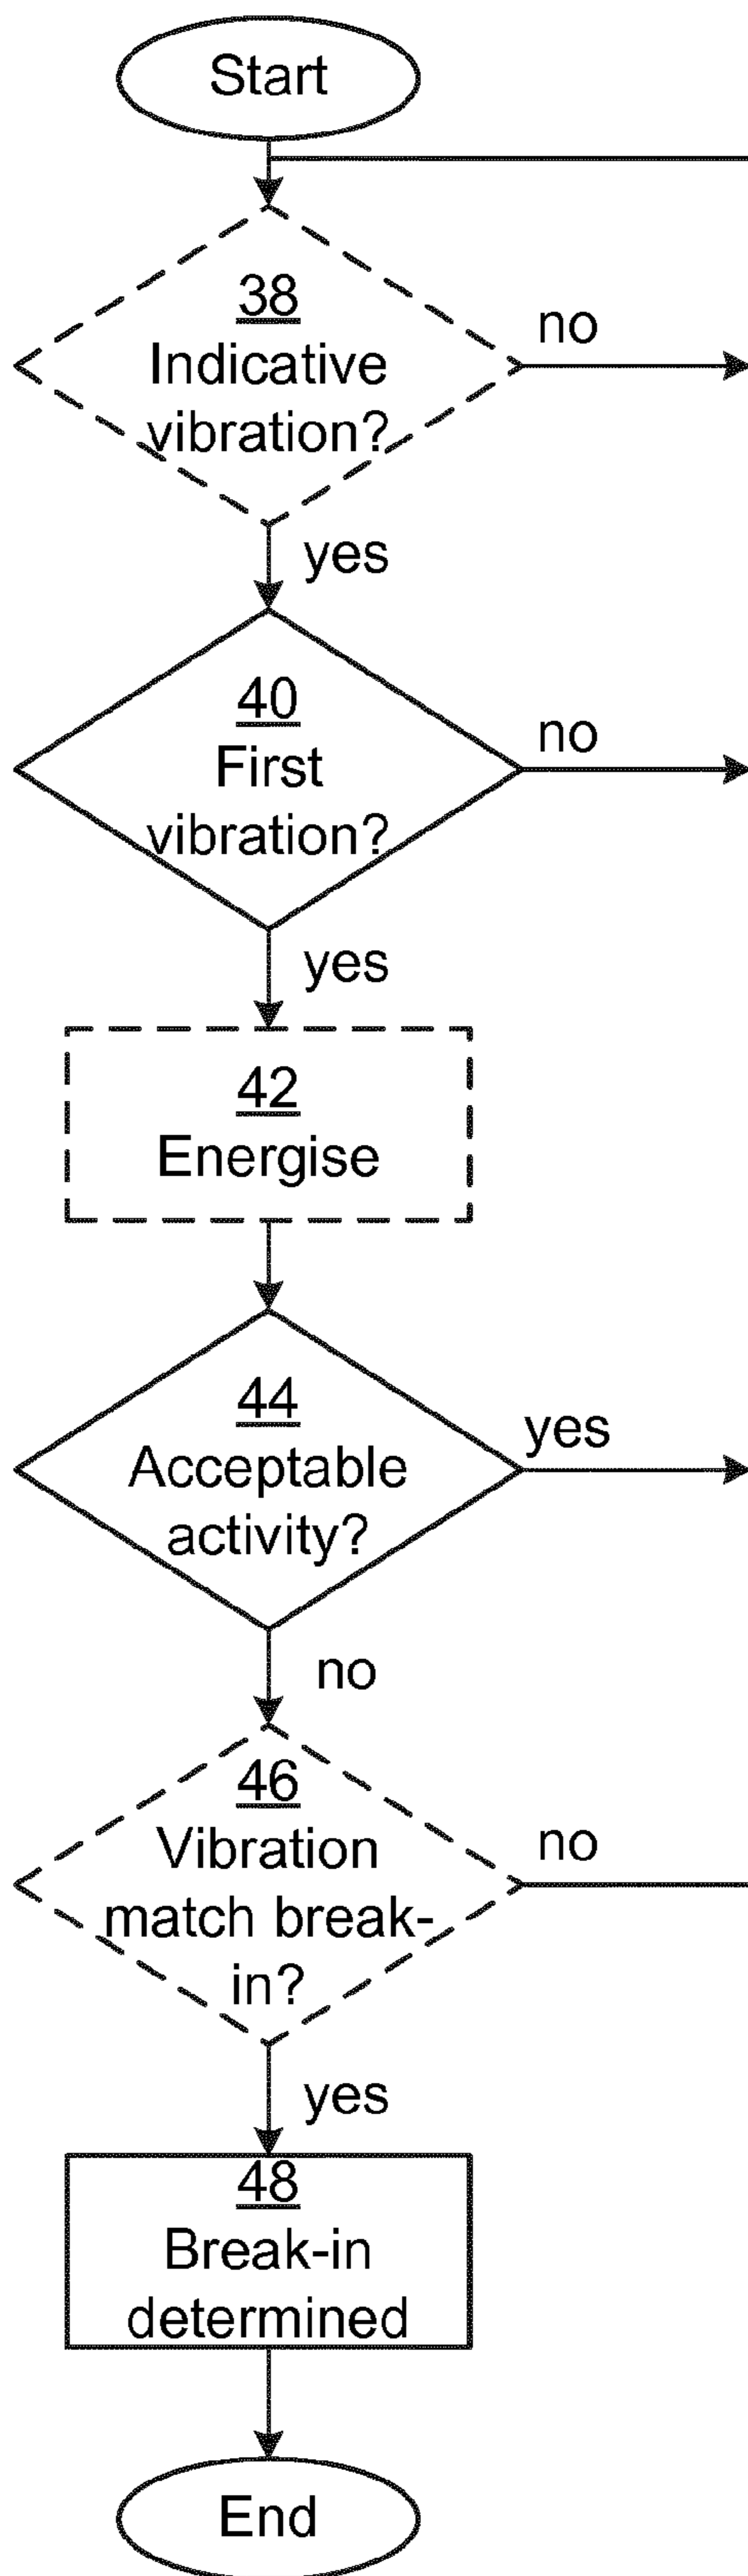 Start
38
Indicative
vibration?
no
yes
40
First
vibration?
no
yes
42
Energise
44
Acceptable
activity?
yes
no
46
Vibration
match break-
in?
no
yes
48
Break-in
determined
End